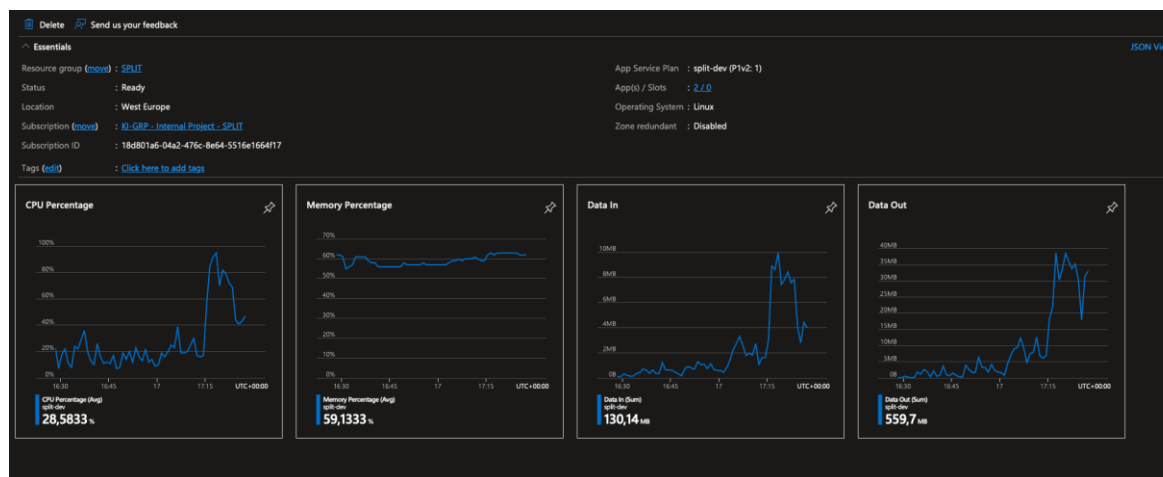 Delete Send us your feedback
Essentials
JSON Vi
Resource group (move) : SPLIT
Status : Ready
Location : West Europe
Subscription (move) : KI-GRP - Internal Project - SPLIT
Subscription ID : 18d801a6-04a2-476c-8e64-5516e1664f17
Tags (edit) : Click here to add tags
App Service Plan : split-dev (P1v2: 1)
App(s) / Slots : 2 / 0
Operating System : Linux
Zone redundant : Disabled
CPU Percentage
100%
80%
60%
40%
20%
0%
16:30 16:45 17 17:15 UTC+00:00
CPU Percentage (Avg)
split-dev
28,5833 %
Memory Percentage
70%
60%
50%
40%
30%
20%
10%
0%
16:30 16:45 17 17:15 UTC+00:00
Memory Percentage (Avg)
split-dev
59,1333 %
Data In
10MB
8MB
6MB
4MB
2MB
0B
16:30 16:45 17 17:15 UTC+00:00
Data In (Sum)
split-dev
130,14 MB
Data Out
40MB
35MB
30MB
25MB
20MB
15MB
10MB
5MB
0B
16:30 16:45 17 17:15 UTC+00:00
Data Out (Sum)
split-dev
559,7 MB